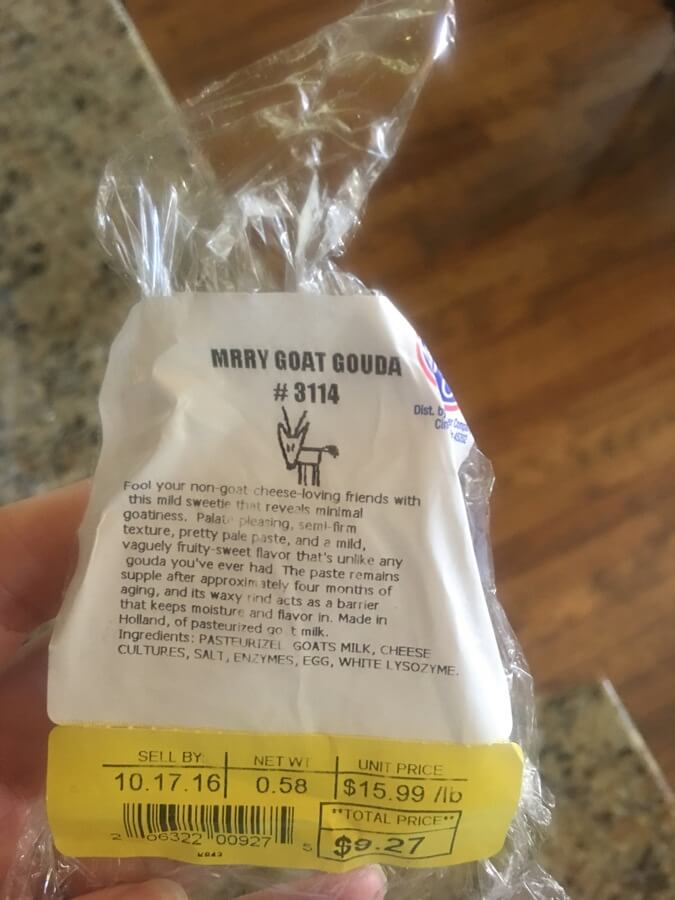 MRRY GOAT GOUDA
# 3114
Dist. b
Fool your non-goat cheese-loving friends with
this mild sweetie that reveals minimal
goatiness. Palat pleasing, semi-firm
texture, pretty pale paste, and a mild,
vaguely fruity-sweet flavor that's unlike any
gouda you've ever had. The paste remains
supple after approximately four months of
aging, and its waxy rind acts as a barrier
that keeps moisture and flavor in. Made in
Holland, of pasteurized go t milk.
Ingredients: PASTEURIZEL GOATS MILK, CHEESE
CULTURES, SALT, ENZYMES, EGG, WHITE LYSOZYME.
SELL BY NET WT UNIT PRICE
10.17.16 0.58 $15.99 /lb
**TOTAL PRICE**
$9.27
2 06322 00927 5